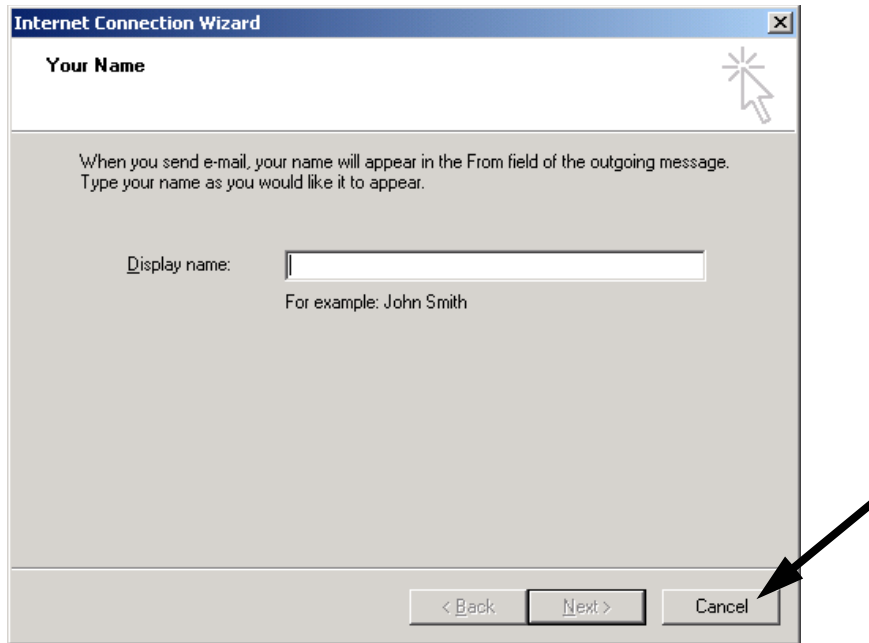 Internet Connection Wizard
Your Name
When you send e-mail, your name will appear in the From field of the outgoing message.
Type your name as you would like it to appear.
Display name:
For example: John Smith
< Back
Next >
Cancel